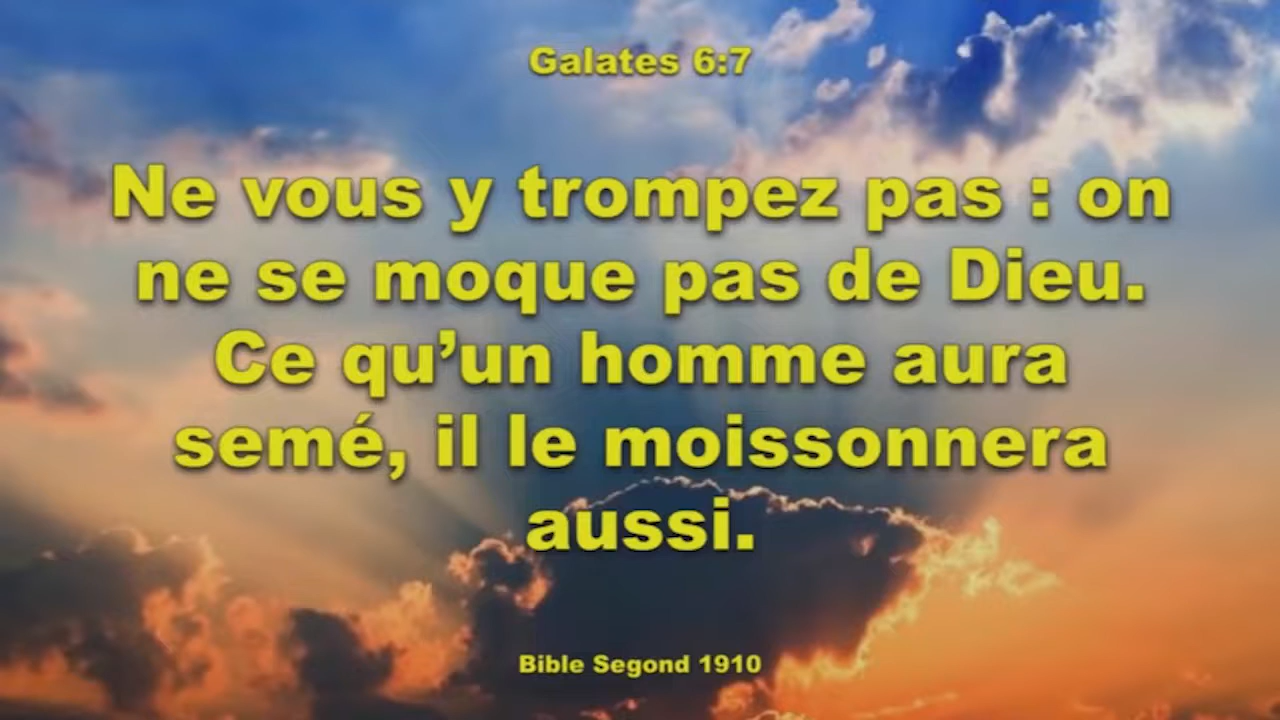 Galates 6:7
Ne vous y trompez pas : on
ne se moque pas de Dieu.
Ce qu’un homme aura
semé, il le moissonnera
aussi.
Bible Segond 1910